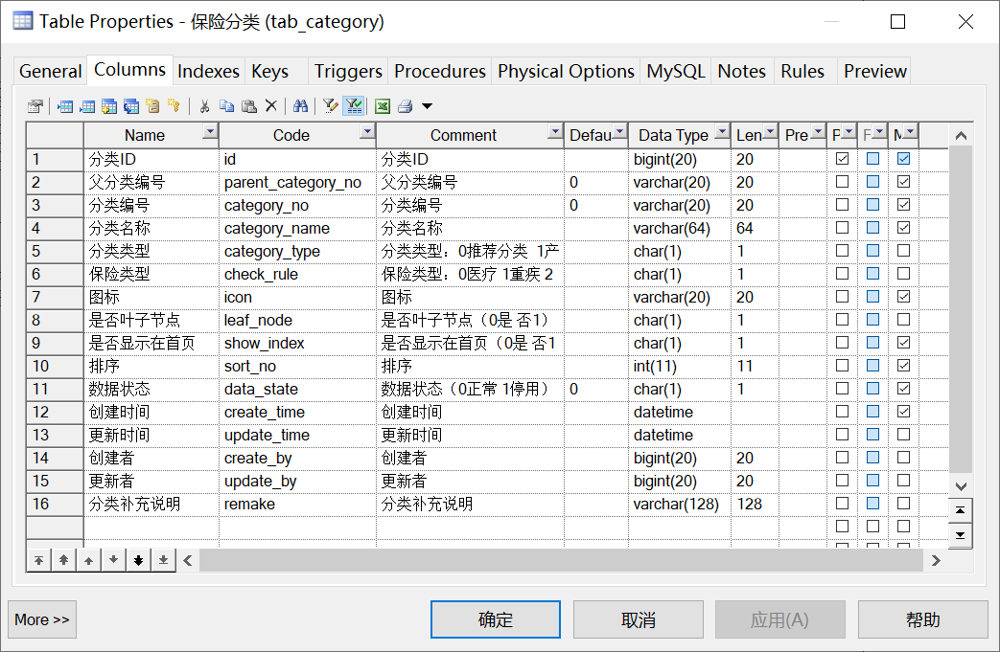 Table Properties - 保险分类 (tab_category)
General Columns Indexes Keys Triggers Procedures Physical Options MySQL Notes Rules Preview
Name Code Comment Defau Data Type Len Pre P F M
1 分类ID id 分类ID bigint(20) 20
2 父分类编号 parent_category_no 父分类编号 0 varchar(20) 20
3 分类编号 category_no 分类编号 0 varchar(20) 20
4 分类名称 category_name 分类名称 varchar(64) 64
5 分类类型 category_type 分类类型：0推荐分类 1产 char(1) 1
6 保险类型 check_rule 保险类型：0医疗 1重疾 2 char(1) 1
7 图标 icon 图标 varchar(20) 20
8 是否叶子节点 leaf_node 是否叶子节点（0是 否1） char(1) 1
9 是否显示在首页 show_index 是否显示在首页（0是 否1 char(1) 1
10 排序 sort_no 排序 int(11) 11
11 数据状态 data_state 数据状态（0正常 1停用） 0 char(1) 1
12 创建时间 create_time 创建时间 datetime
13 更新时间 update_time 更新时间 datetime
14 创建者 create_by 创建者 bigint(20) 20
15 更新者 update_by 更新者 bigint(20) 20
16 分类补充说明 remake 分类补充说明 varchar(128) 128
More >> 确定 取消 应用(A) 帮助